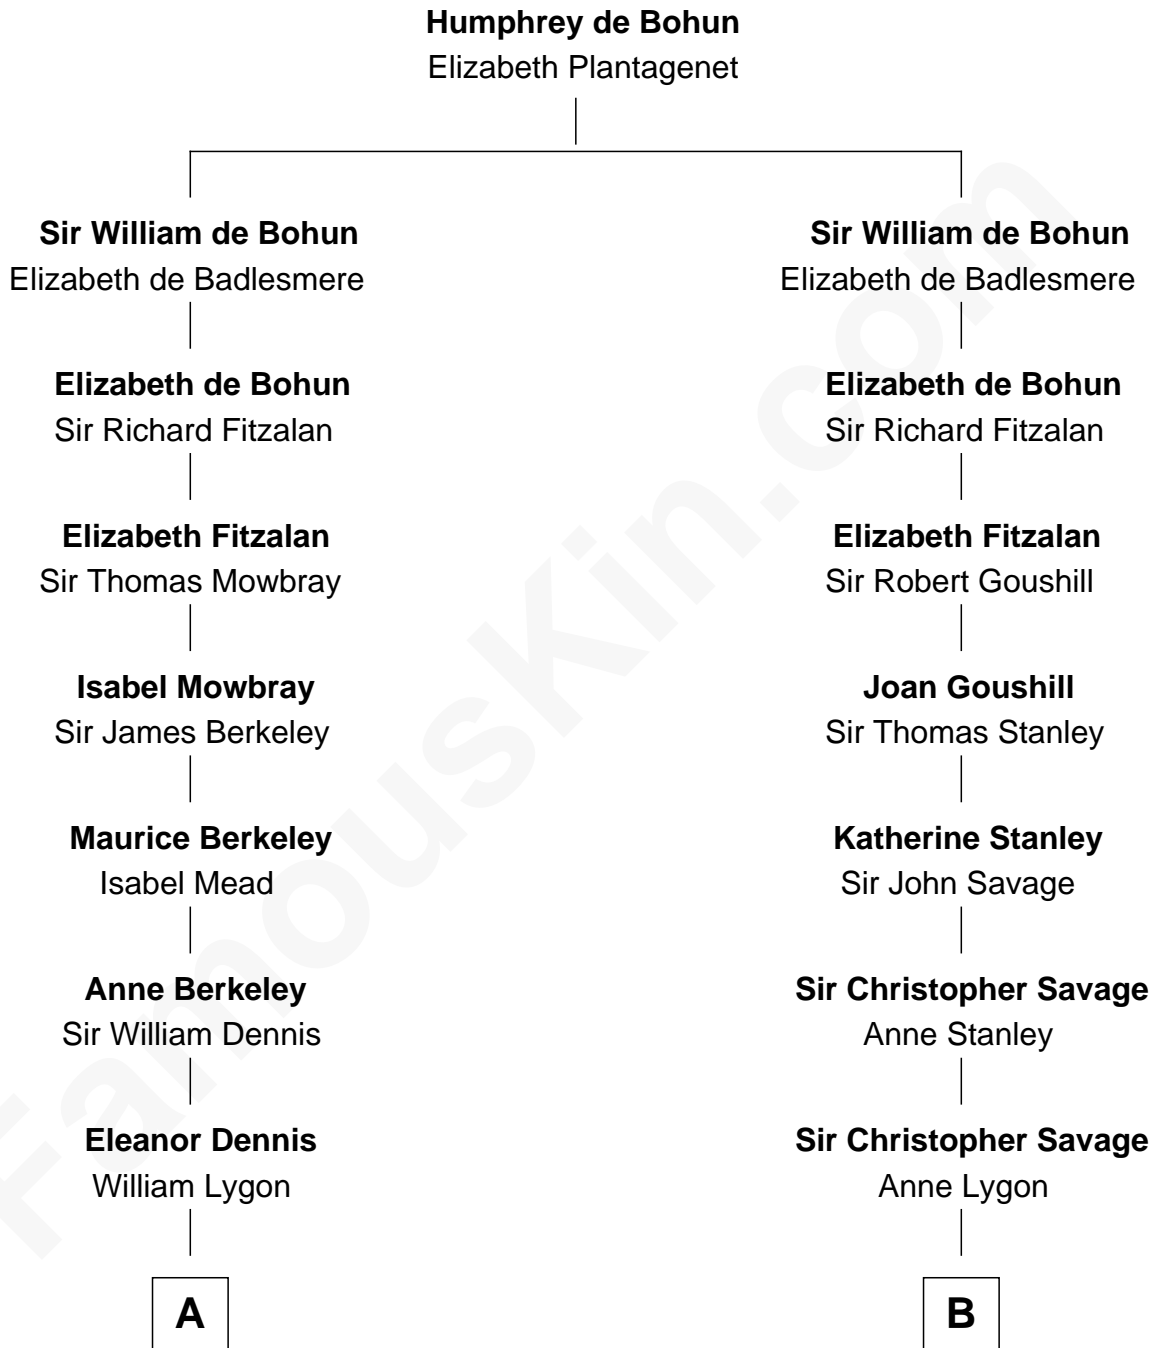 Humphrey de Bohun
Elizabeth Plantagenet
Sir William de Bohun
Elizabeth de Badlesmere
Elizabeth de Bohun
Sir Richard Fitzalan
Elizabeth Fitzalan
Sir Thomas Mowbray
Isabel Mowbray
Sir James Berkeley
Maurice Berkeley
Isabel Mead
Anne Berkeley
Sir William Dennis
Eleanor Dennis
William Lygon
A
Sir William de Bohun
Elizabeth de Badlesmere
Elizabeth de Bohun
Sir Richard Fitzalan
Elizabeth Fitzalan
Sir Robert Goushill
Joan Goushill
Sir Thomas Stanley
Katherine Stanley
Sir John Savage
Sir Christopher Savage
Anne Stanley
Sir Christopher Savage
Anne Lygon
B
FamousKin.com